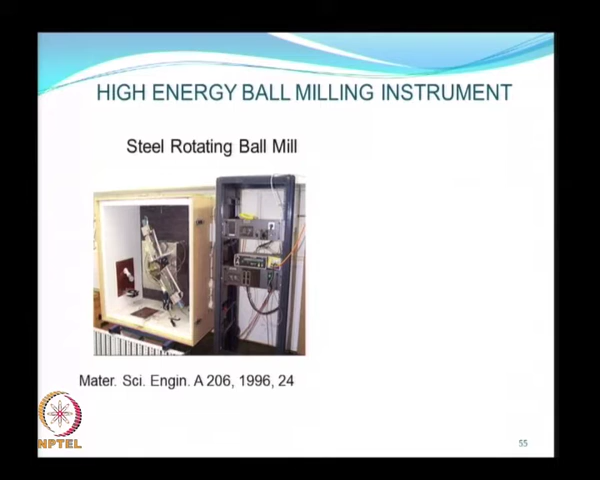 HIGH ENERGY BALL MILLING INSTRUMENT
Steel Rotating Ball Mill
Mater. Sci. Engin. A 206, 1996, 24
NPTEL
55